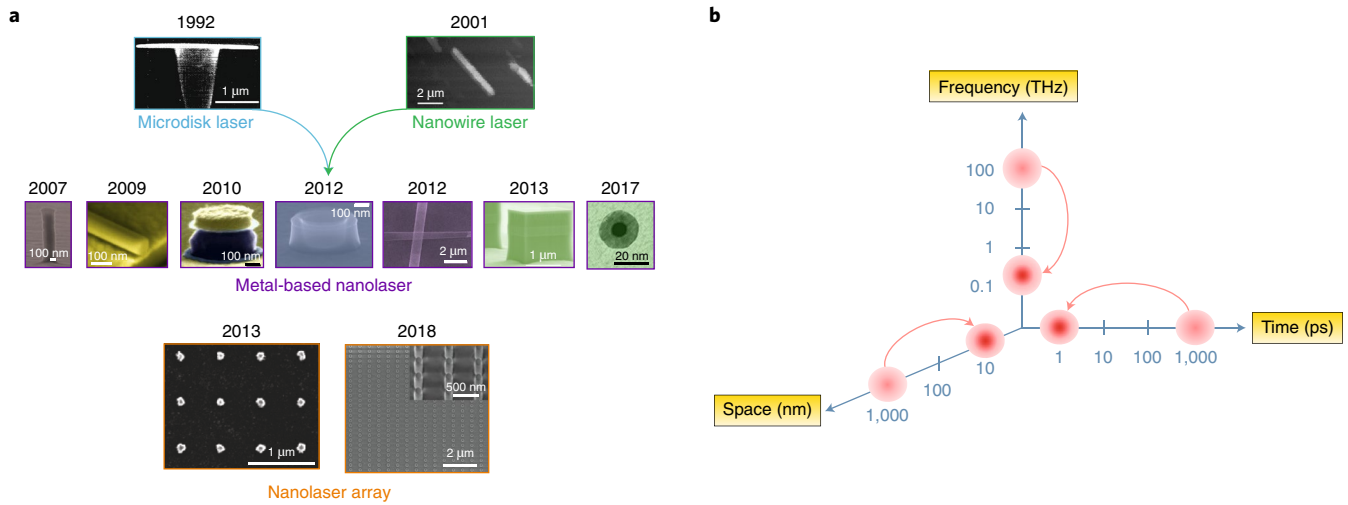 a
1992
2001
1 μm
2 μm
Microdisk laser
Nanowire laser
2007
2009
2010
2012
2012
2013
2017
100 nm
100 nm
100 nm
100 nm
2 μm
1 μm
20 nm
Metal-based nanolaser
2013
2018
500 nm
1 μm
2 μm
Nanolaser array
b
Frequency (THz)
100
10
1
0.1
Time (ps)
1
10
100
1,000
10
100
1,000
Space (nm)